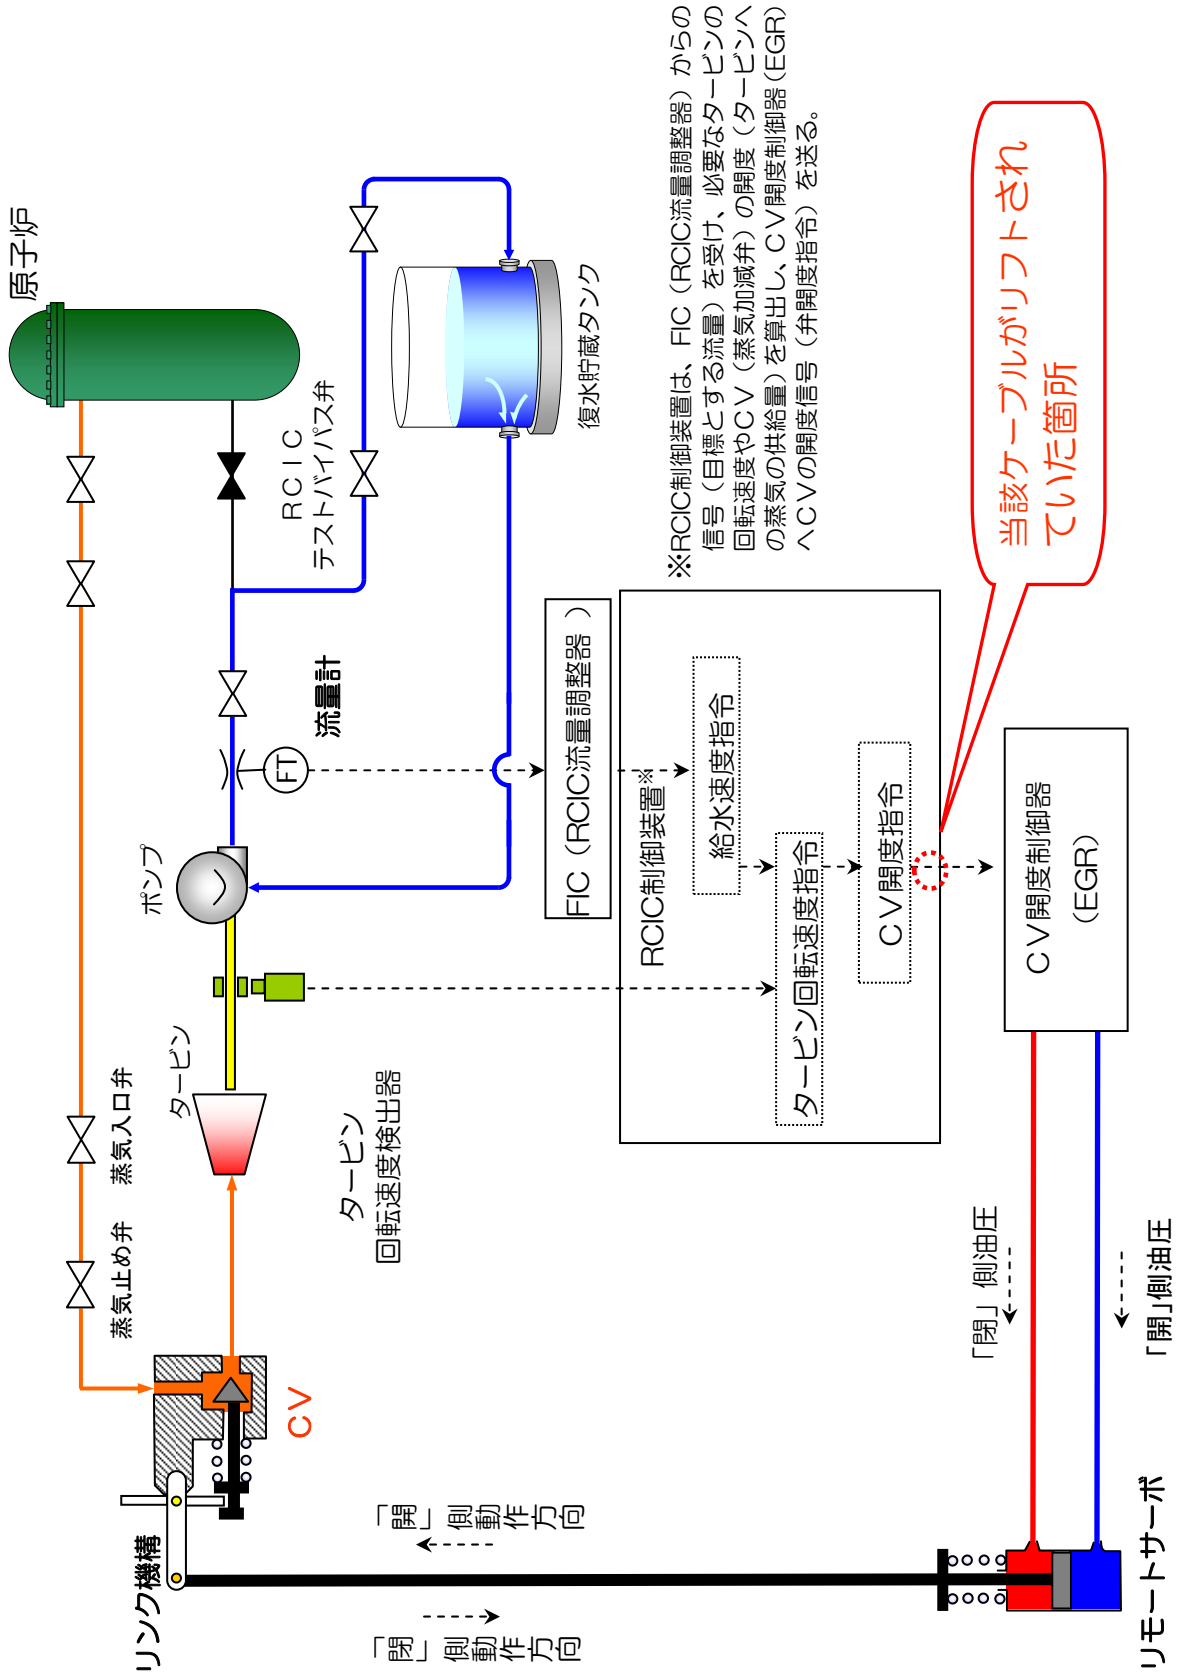 原子炉
RCIC
テストバイパス弁
復水貯蔵タンク
流量計
FT
ポンプ
タービン
蒸気入口弁
蒸気止め弁
タービン
回転速度検出器
CV
リンク機構
「開」側動作方向
「閉」側動作方向
FIC（RCIC流量調整器）
RCIC制御装置※
給水速度指令
タービン回転速度指令
CV開度指令
CV開度制御器
（EGR）
「閉」側油圧
「開」側油圧
リモートサーボ
※RCIC制御装置は、FIC（RCIC流量調整器）からの
信号（目標とする流量）を受け、必要なタービンの
回転速度やCV（蒸気加減弁）の開度（タービンへ
の蒸気の供給量）を算出し、CV開度制御器（EGR）
へCVの開度信号（弁開度指令）を送る。
当該ケーブルがリフトされ
ていた箇所